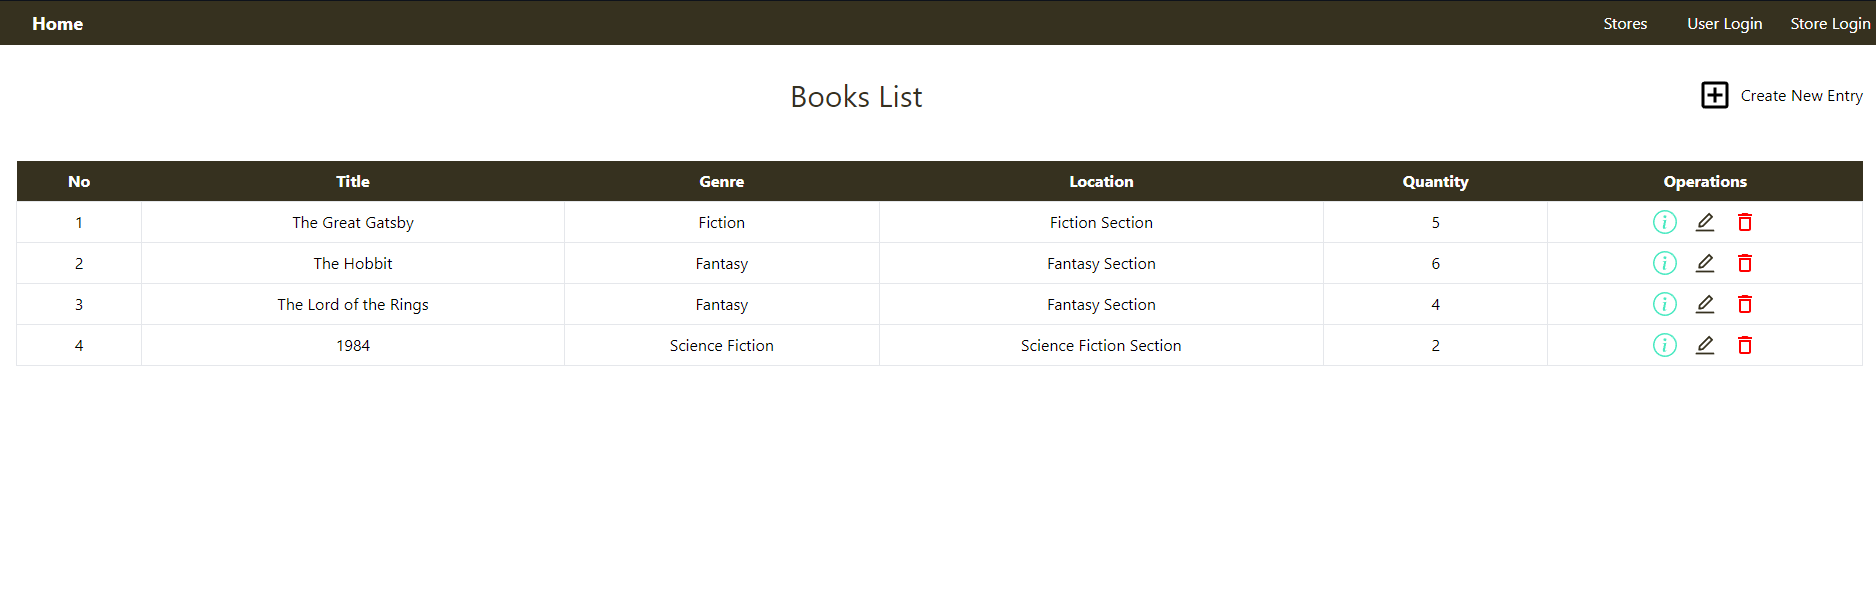 Home Stores User Login Store Login
Books List Create New Entry
No Title Genre Location Quantity Operations
1 The Great Gatsby Fiction Fiction Section 5
2 The Hobbit Fantasy Fantasy Section 6
3 The Lord of the Rings Fantasy Fantasy Section 4
4 1984 Science Fiction Science Fiction Section 2